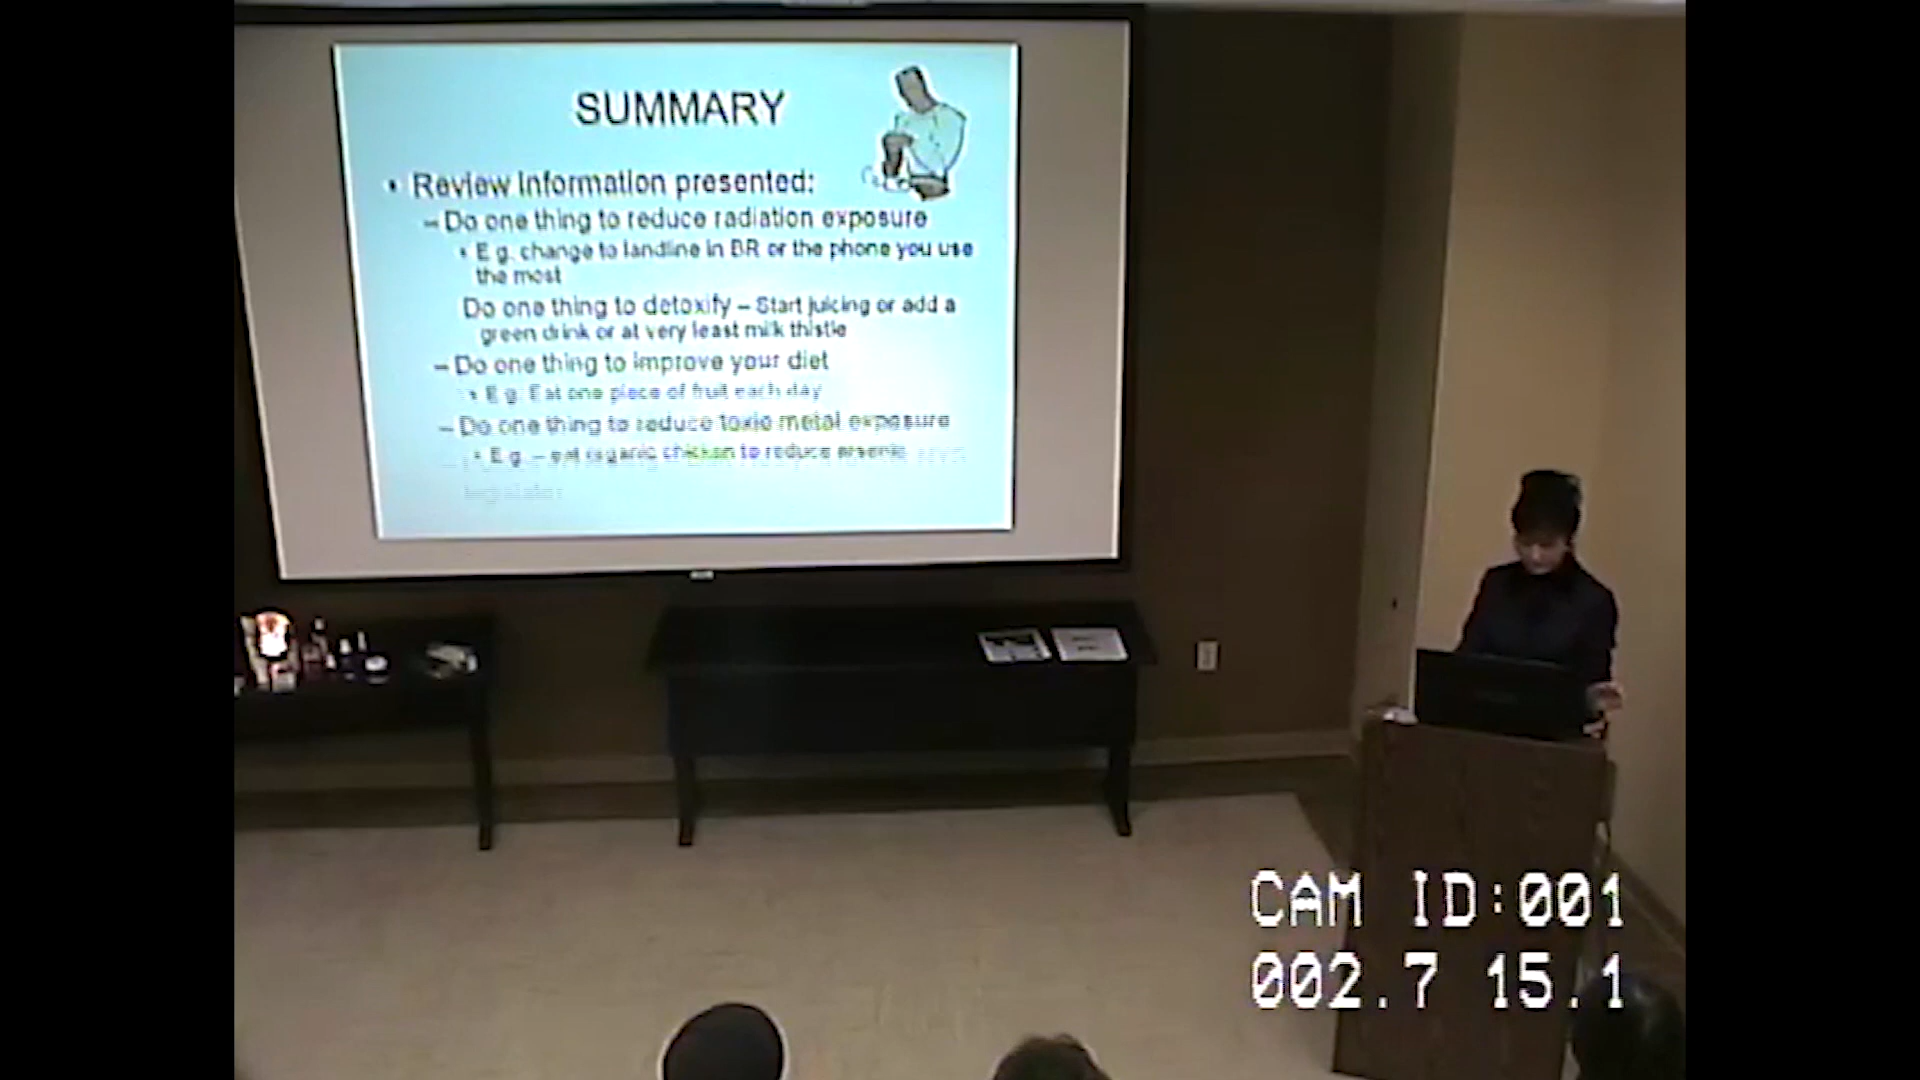 SUMMARY
• Review Information presented:
– Do one thing to reduce radiation exposure
• E.g. change to landline in BR or the phone you use
the most
Do one thing to detoxify – Start juicing or add a
green drink or at very least milk thistle
– Do one thing to improve your diet
• E.g. Eat one piece of fruit each day
– Do one thing to reduce toxic metal exposure
• E.g. – eat organic chicken to reduce arsenic
CAM ID:001
002.7 15.1